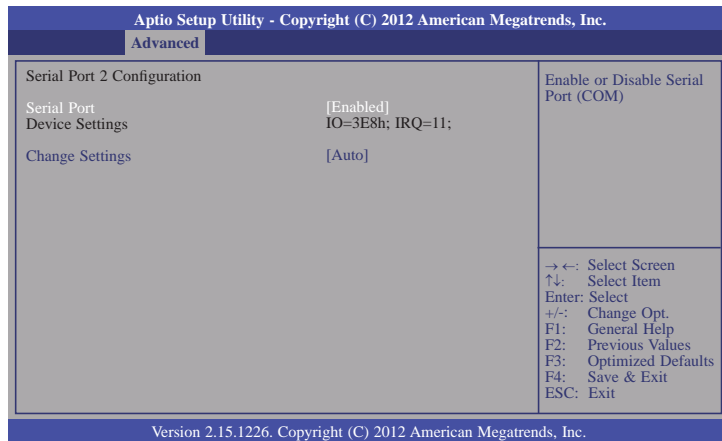 Aptio Setup Utility - Copyright (C) 2012 American Megatrends, Inc.
Advanced
Serial Port 2 Configuration
Serial Port [Enabled]
Device Settings IO=3E8h; IRQ=11;
Change Settings [Auto]
Enable or Disable Serial
Port (COM)
→←: Select Screen
↑↓: Select Item
Enter: Select
+/-: Change Opt.
F1: General Help
F2: Previous Values
F3: Optimized Defaults
F4: Save & Exit
ESC: Exit
Version 2.15.1226. Copyright (C) 2012 American Megatrends, Inc.